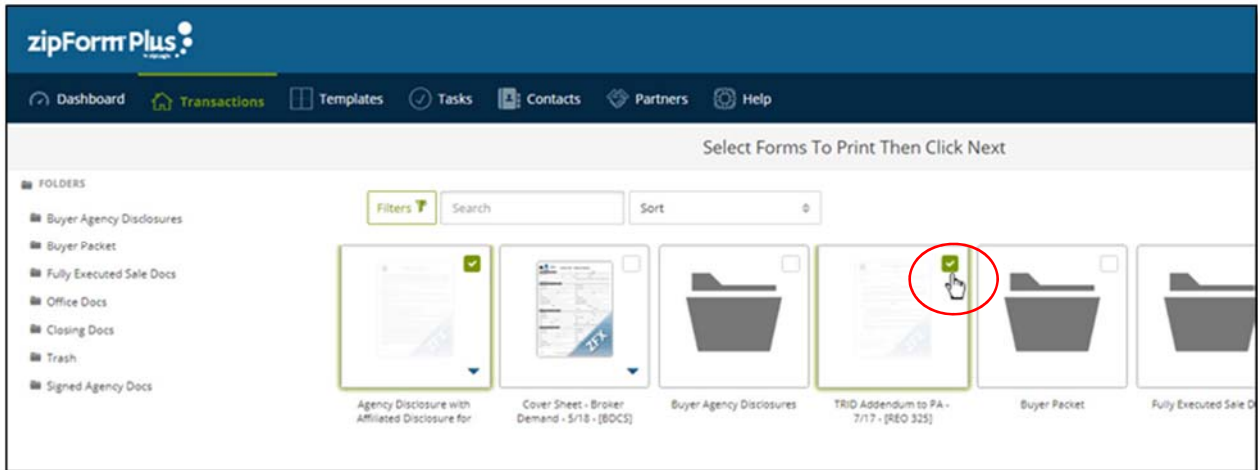 zipForm Plus
Dashboard Transactions Templates Tasks Contacts Partners Help
Select Forms To Print Then Click Next
FOLDERS
Buyer Agency Disclosures
Buyer Packet
Fully Executed Sale Docs
Office Docs
Closing Docs
Trash
Signed Agency Docs
Filters Search Sort
ZFX
ZFX
ZFX
Agency Disclosure with
Affiliated Disclosure for
Cover Sheet - Broker
Demand - 5/18 - [BDCS]
Buyer Agency Disclosures
TRID Addendum to PA -
7/17 - [REO 325]
Buyer Packet
Fully Executed Sale D